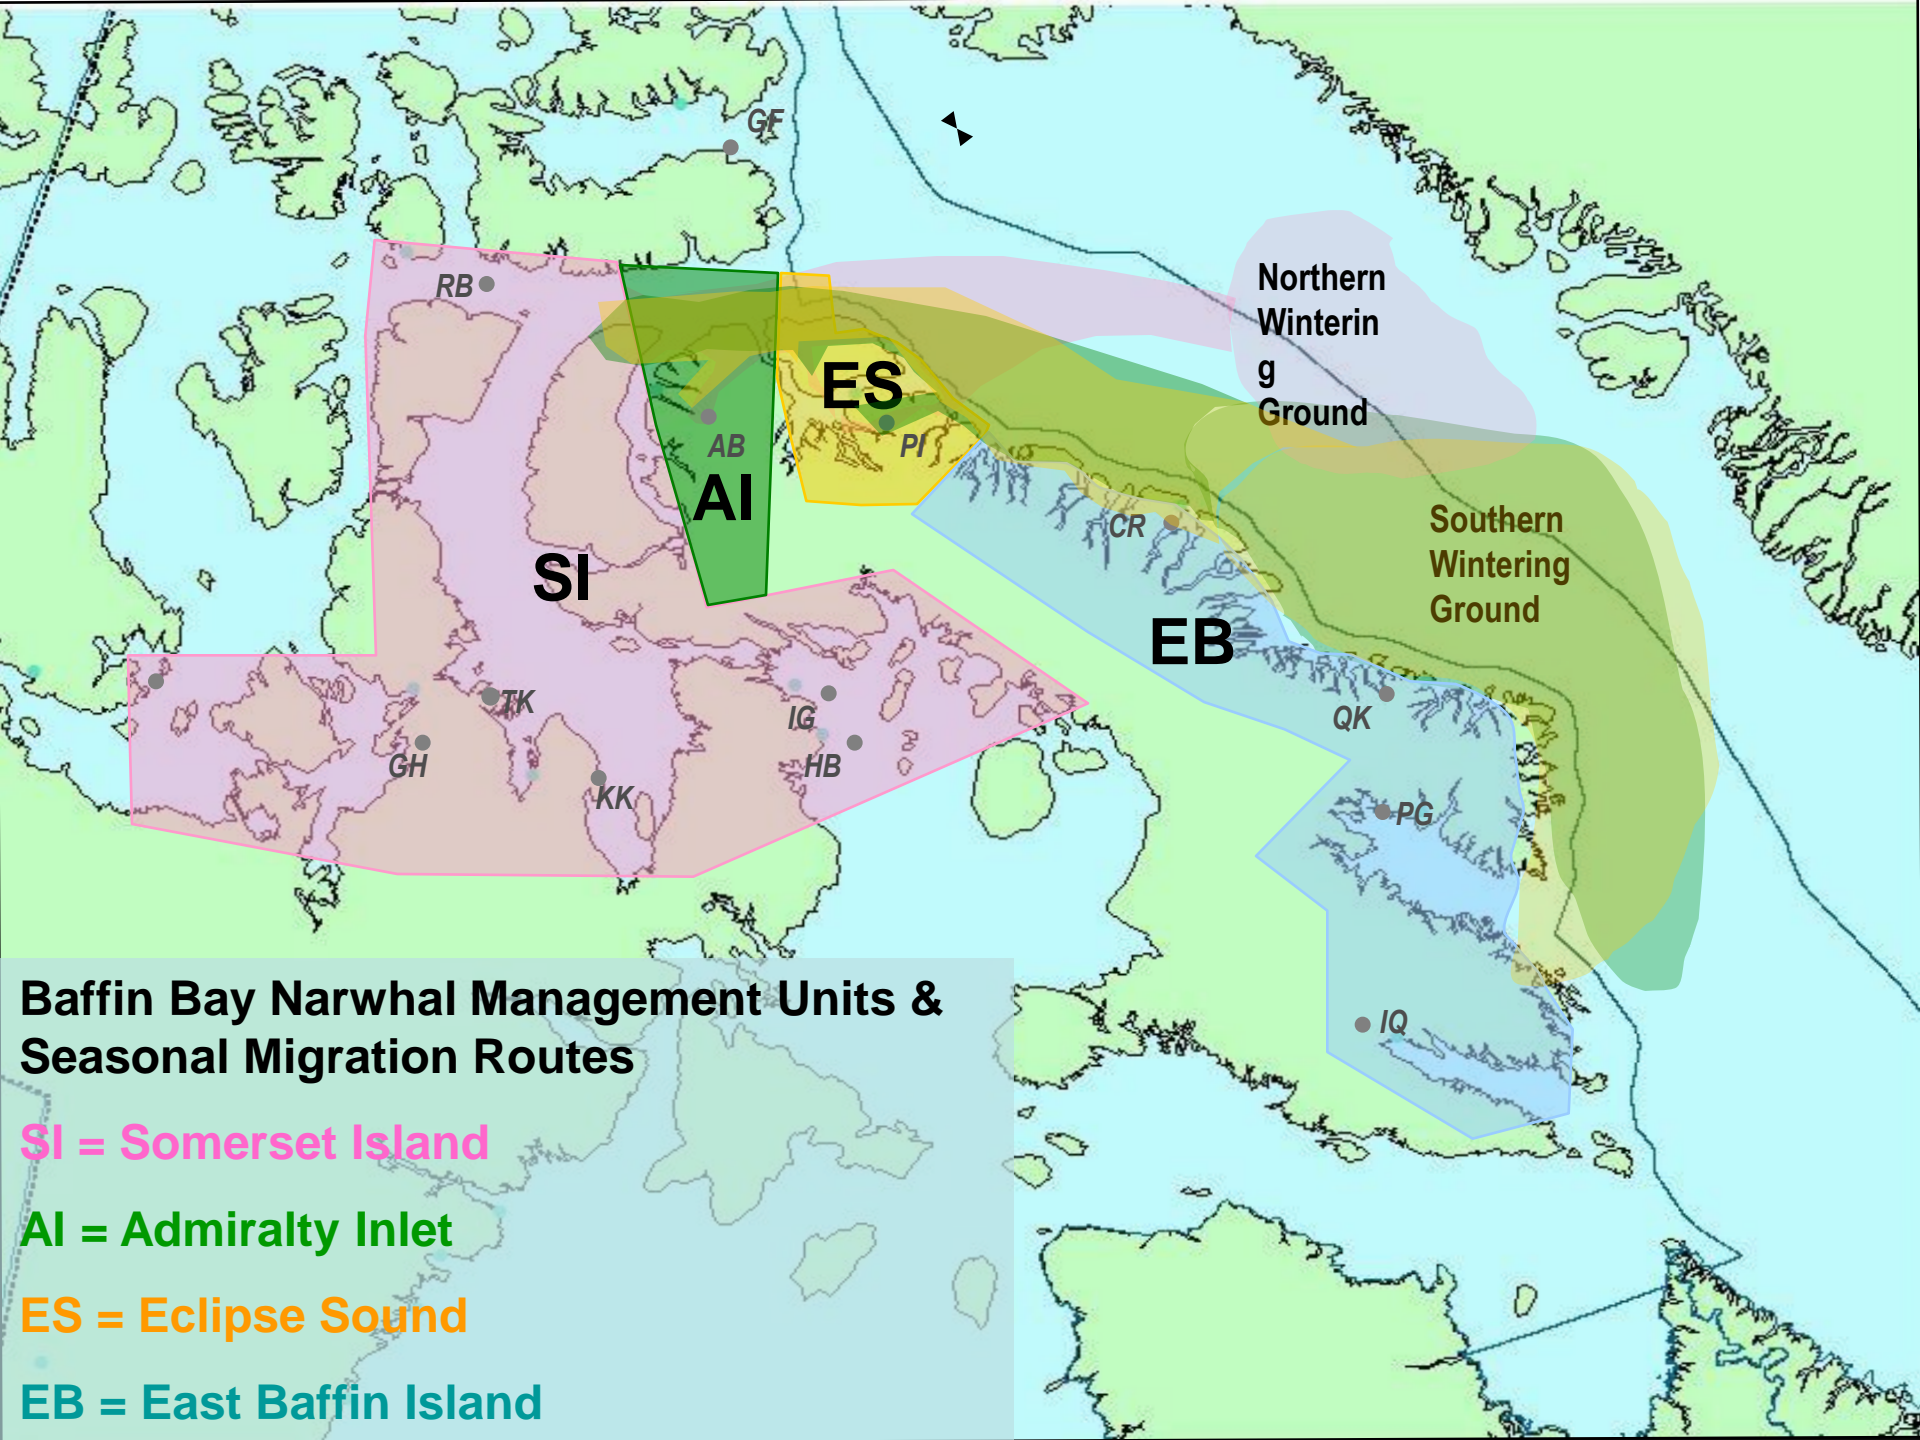 GF
RB
Northern
Winterin
g
Ground
ES
AB
PI
AI
Southern
Wintering
Ground
CR
SI
EB
TK
IG
QK
GH
HB
KK
PG
Baffin Bay Narwhal Management Units &
Seasonal Migration Routes
IQ
SI = Somerset Island
AI = Admiralty Inlet
ES = Eclipse Sound
EB = East Baffin Island